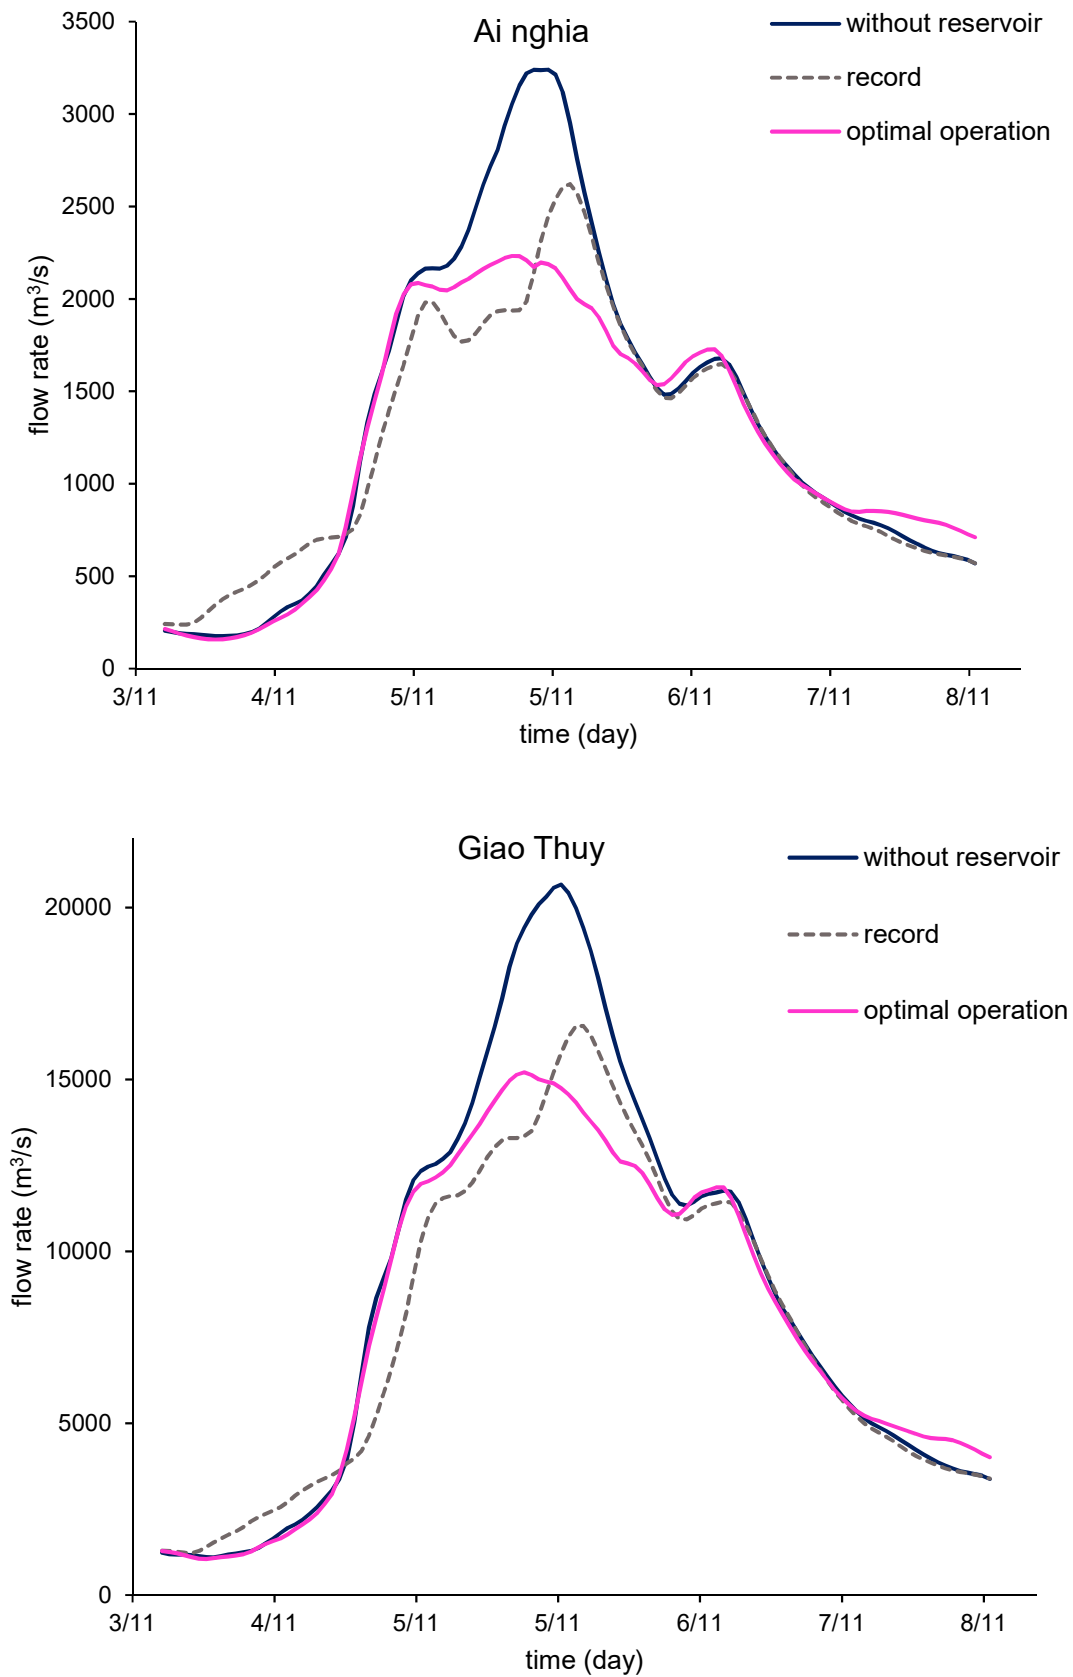 Ai nghia
without reservoir
record
optimal operation
flow rate (m³/s)
3500
3000
2500
2000
1500
1000
500
0
3/11 4/11 5/11 5/11 6/11 7/11 8/11
time (day)
Giao Thuy
without reservoir
record
optimal operation
flow rate (m³/s)
20000
15000
10000
5000
0
3/11 4/11 5/11 5/11 6/11 7/11 8/11
time (day)